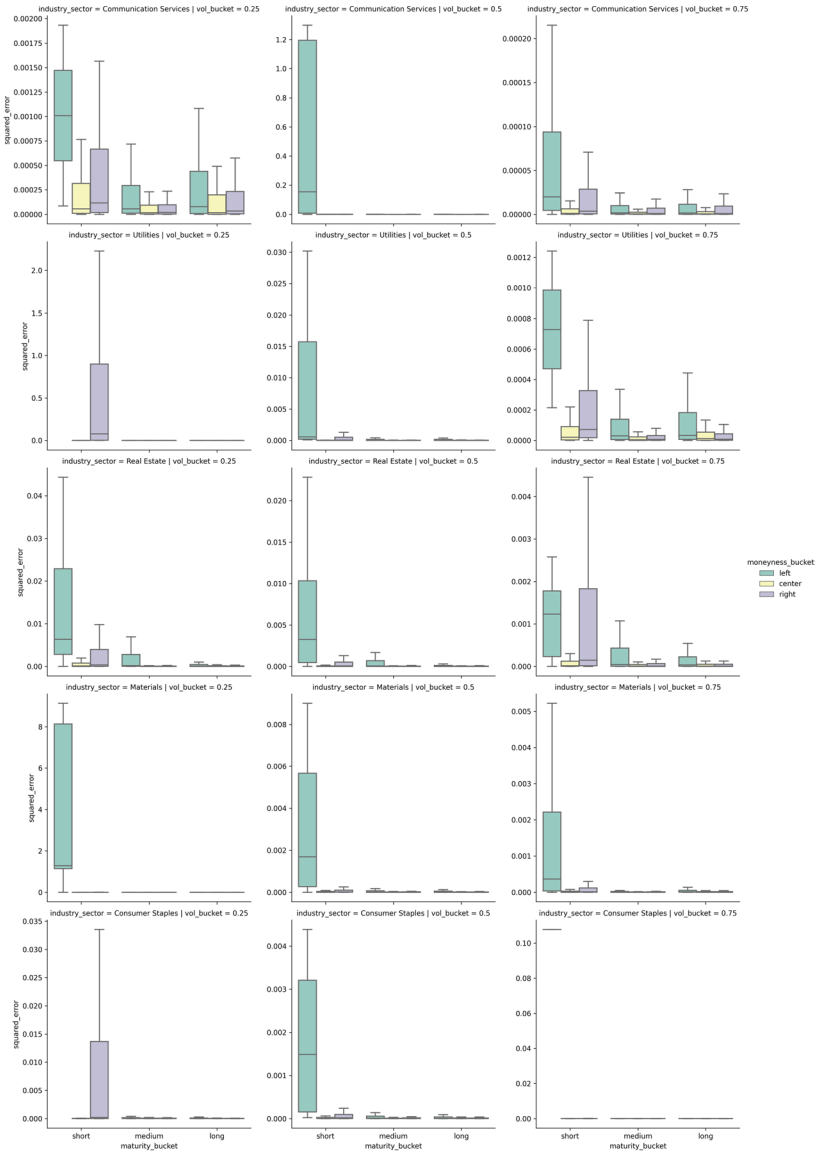 industry_sector = Communication Services | vol_bucket = 0.25
industry_sector = Communication Services | vol_bucket = 0.5
industry_sector = Communication Services | vol_bucket = 0.75
0.00200
0.00175
0.00150
0.00125
0.00100
0.00075
0.00050
0.00025
0.00000
squared_error
1.2
1.0
0.8
0.6
0.4
0.2
0.0
0.00020
0.00015
0.00010
0.00005
0.00000
industry_sector = Utilities | vol_bucket = 0.25
industry_sector = Utilities | vol_bucket = 0.5
industry_sector = Utilities | vol_bucket = 0.75
2.0
1.5
1.0
0.5
0.0
squared_error
0.030
0.025
0.020
0.015
0.010
0.005
0.000
0.0012
0.0010
0.0008
0.0006
0.0004
0.0002
0.0000
industry_sector = Real Estate | vol_bucket = 0.25
industry_sector = Real Estate | vol_bucket = 0.5
industry_sector = Real Estate | vol_bucket = 0.75
0.04
0.03
0.02
0.01
0.00
squared_error
0.020
0.015
0.010
0.005
0.000
0.004
0.003
0.002
0.001
0.000
moneyness_bucket
left
center
right
industry_sector = Materials | vol_bucket = 0.25
industry_sector = Materials | vol_bucket = 0.5
industry_sector = Materials | vol_bucket = 0.75
8
6
4
2
0
squared_error
0.008
0.006
0.004
0.002
0.000
0.005
0.004
0.003
0.002
0.001
0.000
industry_sector = Consumer Staples | vol_bucket = 0.25
industry_sector = Consumer Staples | vol_bucket = 0.5
industry_sector = Consumer Staples | vol_bucket = 0.75
0.035
0.030
0.025
0.020
0.015
0.010
0.005
0.000
squared_error
0.004
0.003
0.002
0.001
0.000
0.10
0.08
0.06
0.04
0.02
0.00
short
medium
long
maturity_bucket
short
medium
long
maturity_bucket
short
medium
long
maturity_bucket